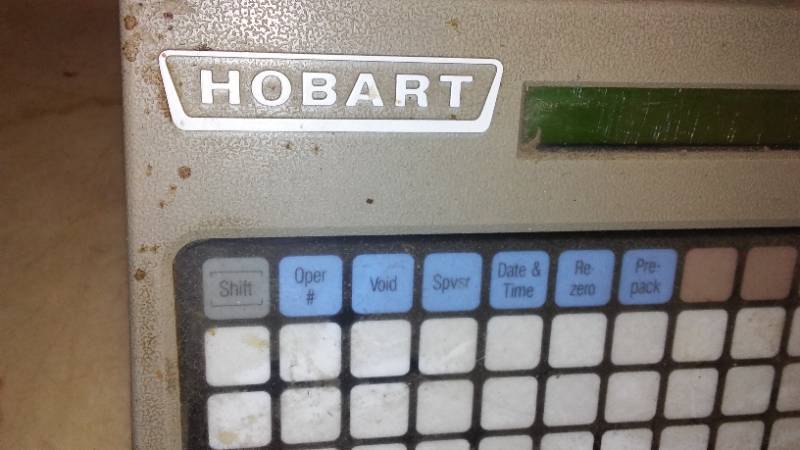 HOBART
Shift
Oper
#
Void
Spvsr
Date &
Time
Re-
zero
Pre-
pack